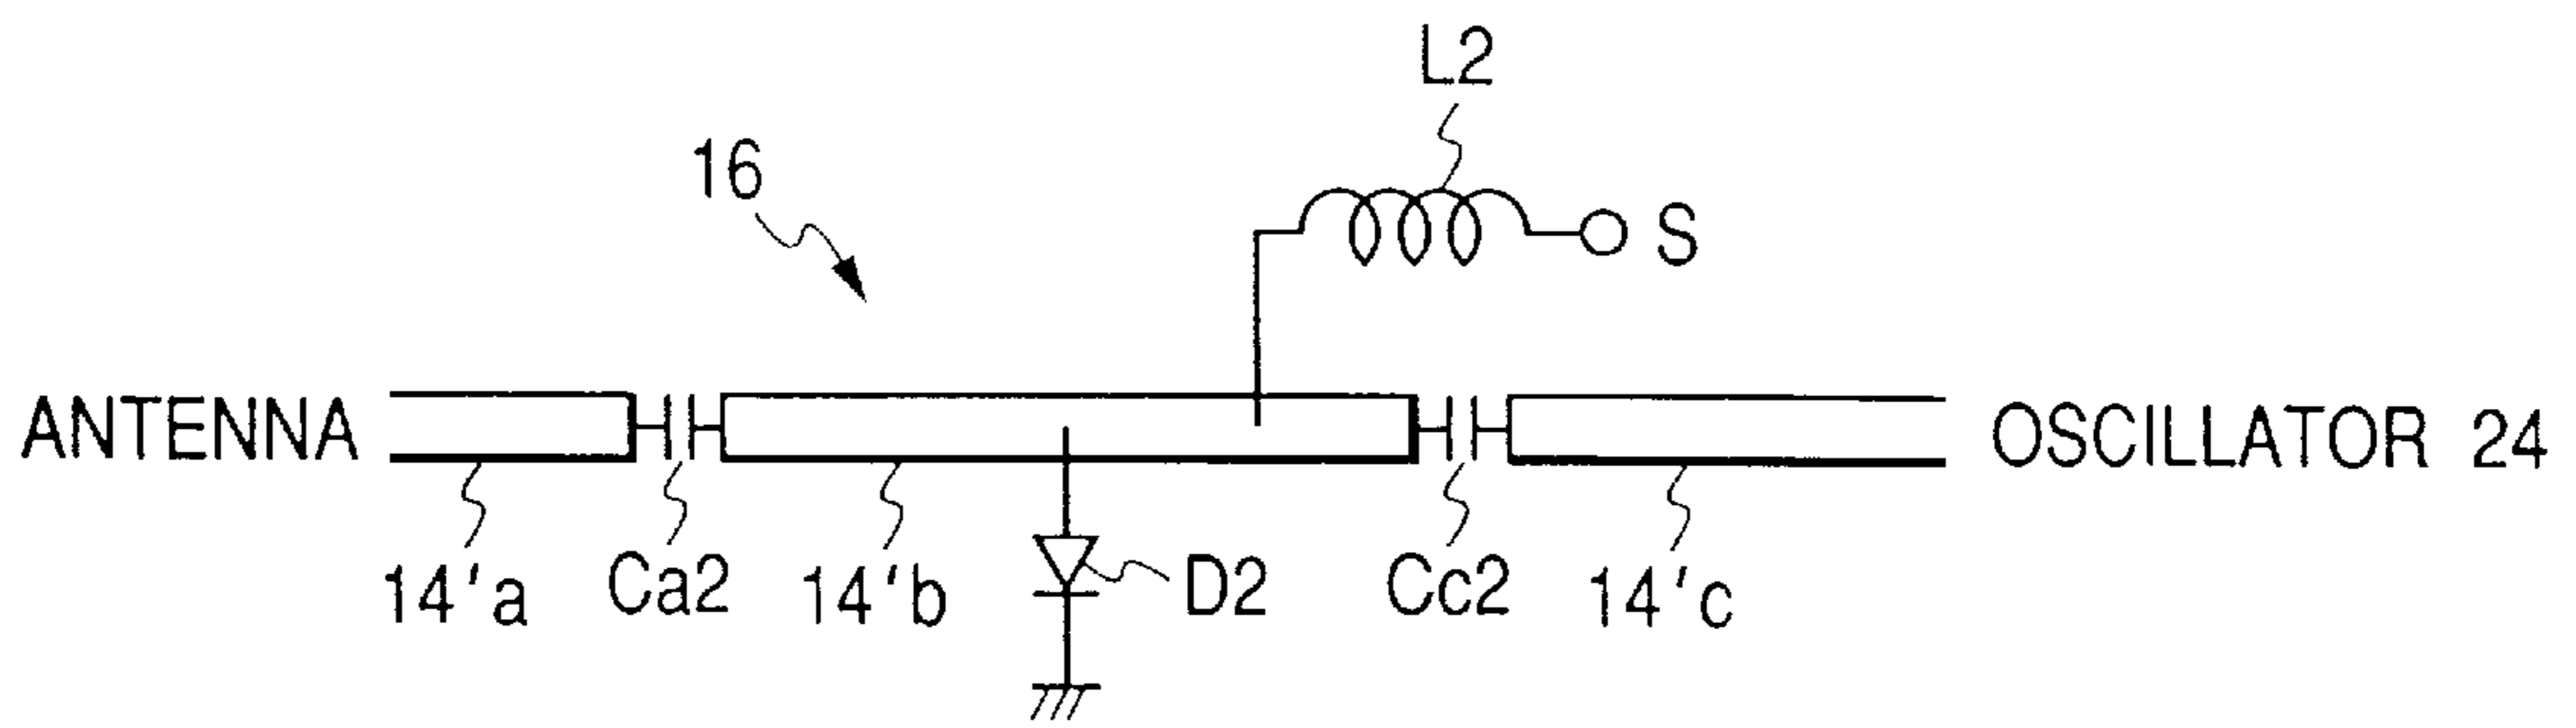 L2
16
S
ANTENNA
OSCILLATOR 24
14'a
Ca2
14'b
D2
Cc2
14'c